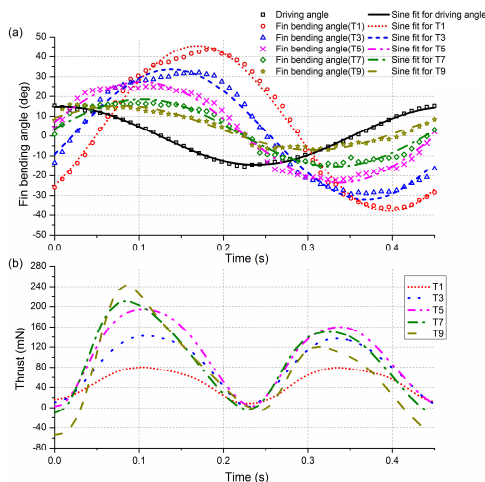 Driving angle Sine fit for driving angle
(a) Fin bending angle(T1) Sine fit for T1
Fin bending angle(T3) Sine fit for T3
Fin bending angle(T5) Sine fit for T5
Fin bending angle(T7) Sine fit for T7
Fin bending angle(T9) Sine fit for T9
Fin bending angle (deg)
50
40
30
20
10
0
-10
-20
-30
-40
-50
0.0 0.1 0.2 0.3 0.4
Time (s)
(b)
Thrust (mN)
280
240
200
160
120
80
40
0
-40
-80
T1
T3
T5
T7
T9
0.0 0.1 0.2 0.3 0.4
Time (s)